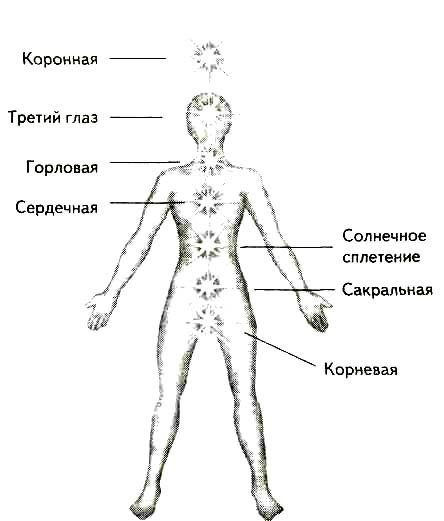 Коронная
Третий глаз
Горловая
Сердечная
Солнечное
сплетение
Сакральная
Корневая